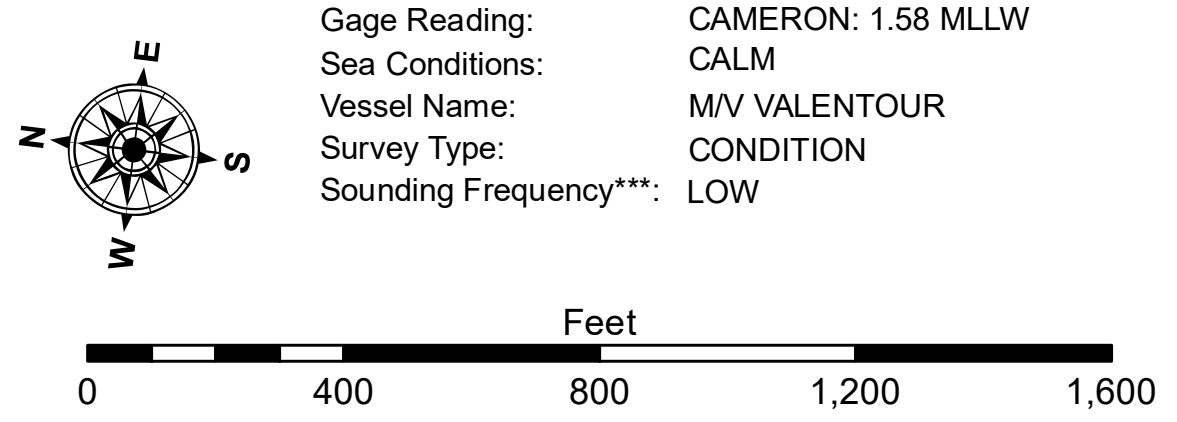 Gage Reading: CAMERON: 1.58 MLLW
Sea Conditions: CALM
Vessel Name: M/V VALENTOUR
Survey Type: CONDITION
Sounding Frequency***: LOW
E
N
S
W
Feet
0 400 800 1,200 1,600